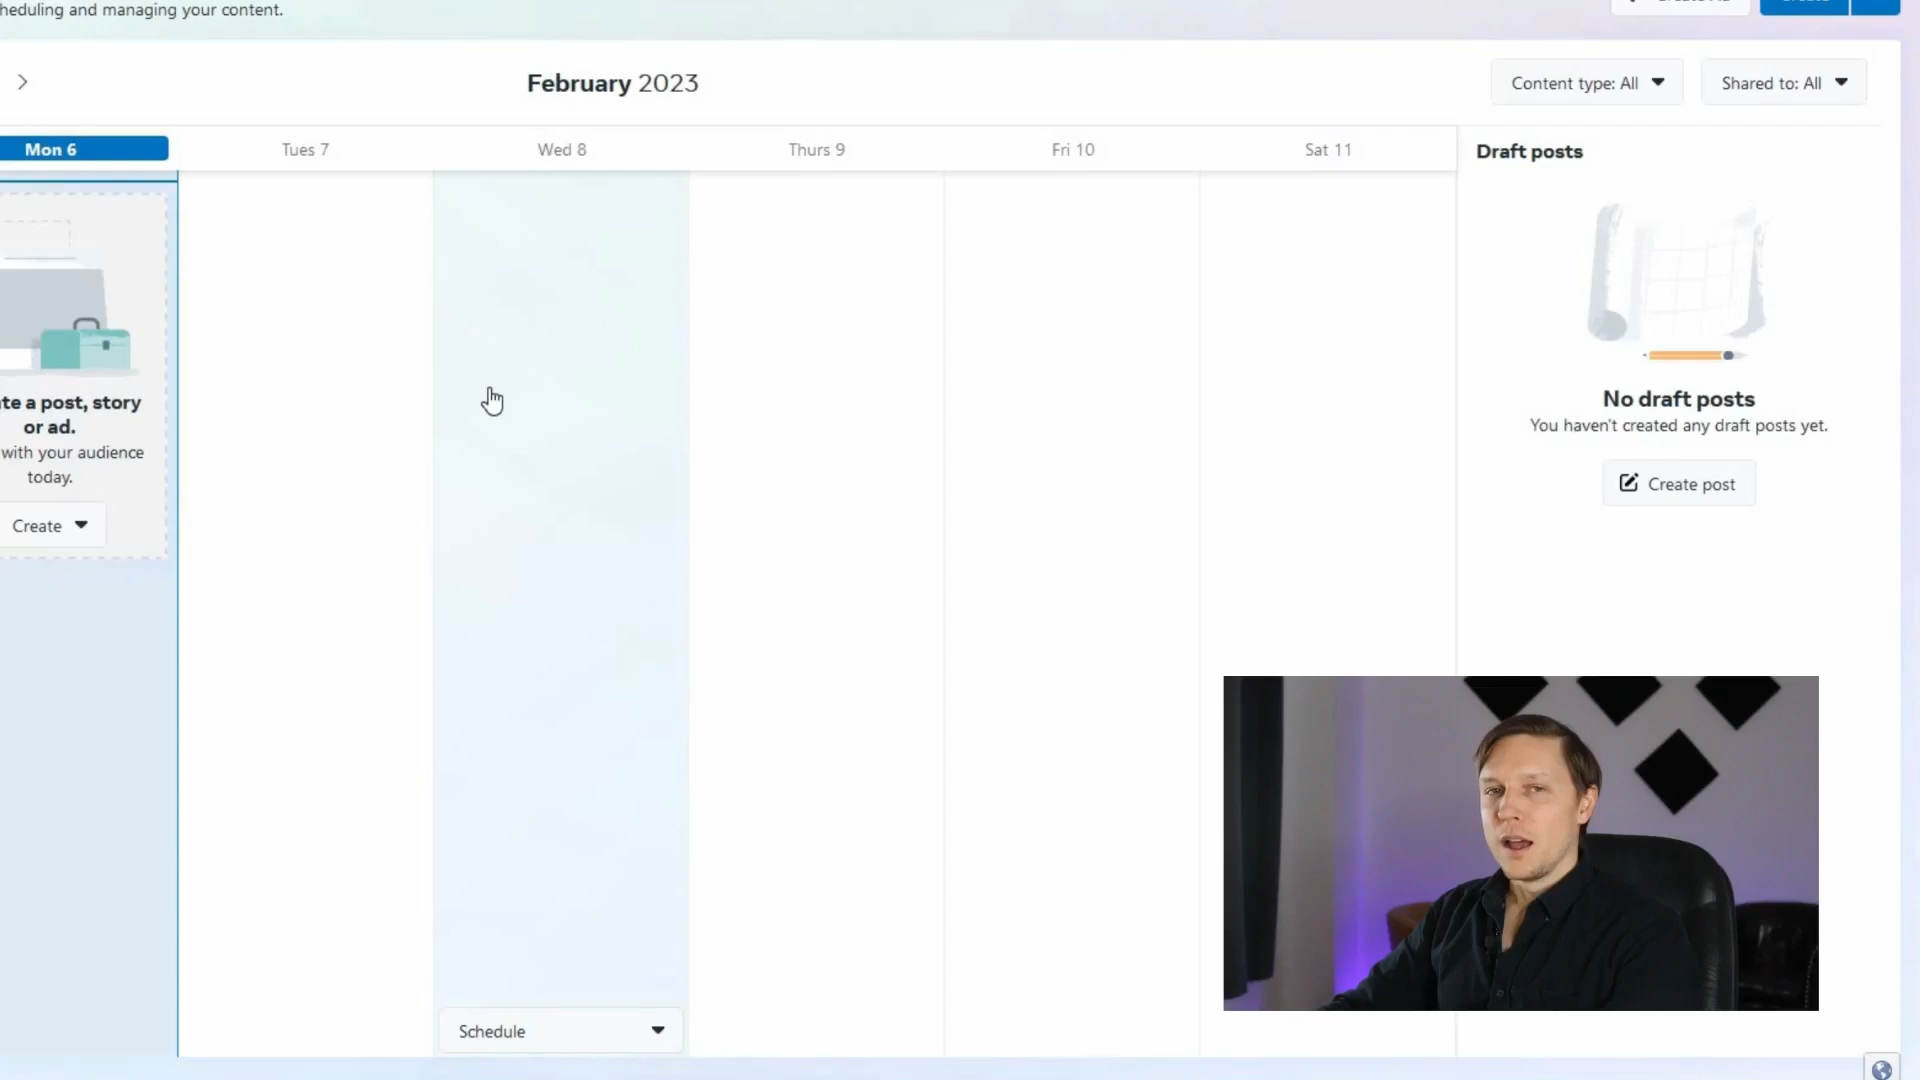 heduling and managing your content.
February 2023
Content type: All
Shared to: All
Mon 6
Tues 7
Wed 8
Thurs 9
Fri 10
Sat 11
Draft posts
te a post, story
or ad.
with your audience
today.
Create
No draft posts
You haven't created any draft posts yet.
Create post
Schedule